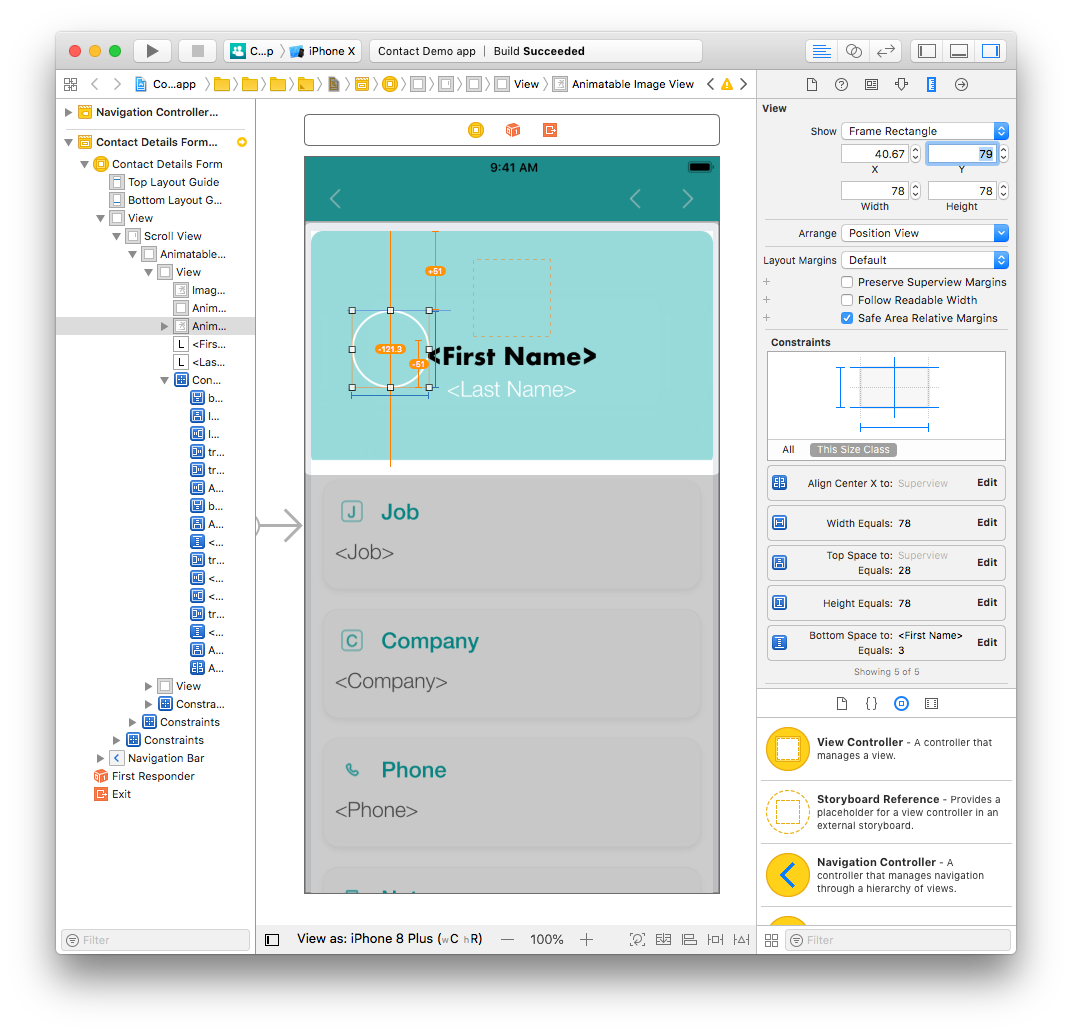 C...p
iPhone X
Contact Demo app | Build Succeeded
Co...app
View
Animatable Image View
Navigation Controller...
Contact Details Form...
Contact Details Form
Top Layout Guide
Bottom Layout G...
View
Scroll View
Animatable...
View
Imag...
Anim...
Anim...
L <Firs...
L <Las...
Con...
b...
l...
l...
tr...
tr...
A...
b...
A...
<...
tr...
<...
<...
tr...
<...
A...
A...
View
Constra...
Constraints
Constraints
Navigation Bar
First Responder
Exit
Filter
9:41 AM
+51
-121.3
+51
<First Name>
<Last Name>
J Job
<Job>
C Company
<Company>
Phone
<Phone>
View as: iPhone 8 Plus (wC hR)
100%
View
Show Frame Rectangle
40.67 79
X Y
78 78
Width Height
Arrange Position View
Layout Margins Default
Preserve Superview Margins
Follow Readable Width
Safe Area Relative Margins
Constraints
All This Size Class
Align Center X to: Superview Edit
Width Equals: 78 Edit
Top Space to: Superview
Equals: 28 Edit
Height Equals: 78 Edit
Bottom Space to: <First Name>
Equals: 3 Edit
Showing 5 of 5
{ }
View Controller - A controller that
manages a view.
Storyboard Reference - Provides a
placeholder for a view controller in an
external storyboard.
Navigation Controller - A
controller that manages navigation
through a hierarchy of views.
Filter